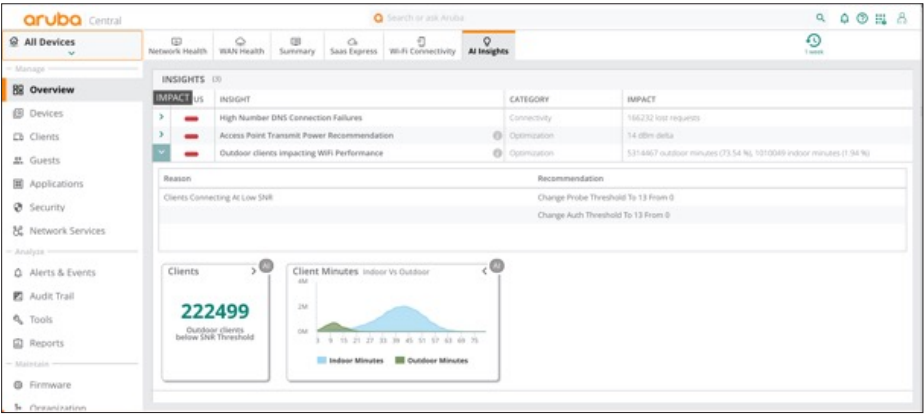 aruba Central
Search or ask Aruba
All Devices
Network Health WAN Health Summary Saas Express Wi-Fi Connectivity AI Insights
1 week
Manage
Overview
Devices
Clients
Guests
Applications
Security
Network Services
Analyze
Alerts & Events
Audit Trail
Tools
Reports
Maintain
Firmware
Organization
INSIGHTS (3)
IMPACT US INSIGHT CATEGORY IMPACT
High Number DNS Connection Failures Connectivity 166232 lost requests
Access Point Transmit Power Recommendation Optimization 14 dBm delta
Outdoor clients impacting WiFi Performance Optimization 5314467 outdoor minutes (73.54 %), 1010049 indoor minutes (1.94 %)
Reason Recommendation
Clients Connecting At Low SNR Change Probe Threshold To 13 From 0
Change Auth Threshold To 13 From 0
Clients AI
222499
Outdoor clients
below SNR Threshold
Client Minutes Indoor Vs Outdoor AI
4M
2M
0M
3 9 15 21 27 33 39 45 51 57 63 69 75
Indoor Minutes Outdoor Minutes